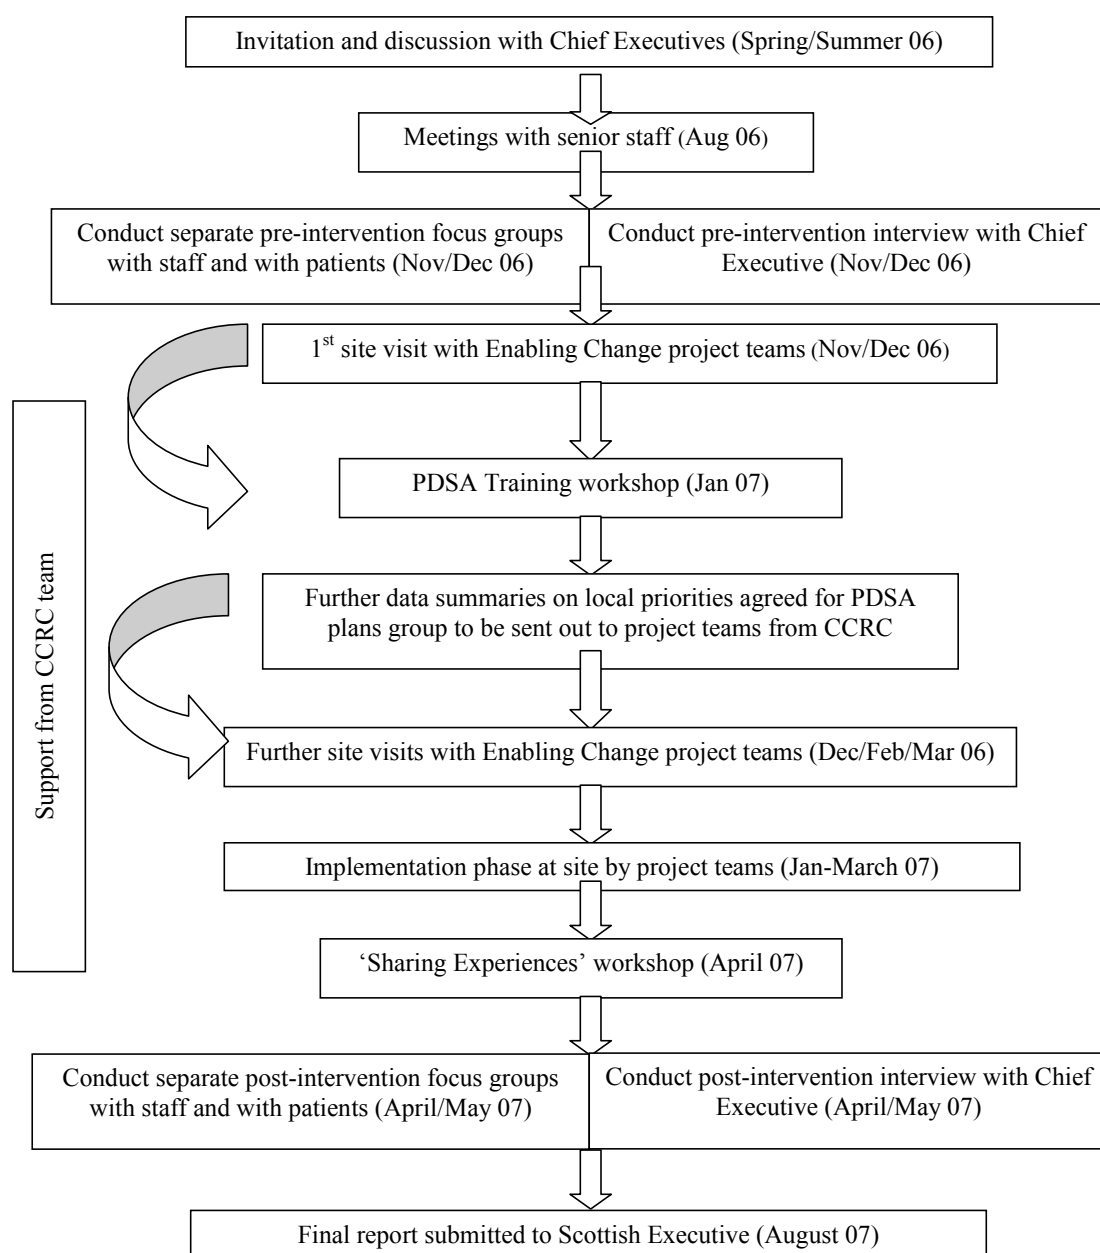 Invitation and discussion with Chief Executives (Spring/Summer 06)
Meetings with senior staff (Aug 06)
Conduct separate pre-intervention focus groups
with staff and with patients (Nov/Dec 06)
Conduct pre-intervention interview with Chief
Executive (Nov/Dec 06)
1st site visit with Enabling Change project teams (Nov/Dec 06)
Support from CCRC team
PDSA Training workshop (Jan 07)
Further data summaries on local priorities agreed for PDSA
plans group to be sent out to project teams from CCRC
Further site visits with Enabling Change project teams (Dec/Feb/Mar 06)
Implementation phase at site by project teams (Jan-March 07)
‘Sharing Experiences’ workshop (April 07)
Conduct separate post-intervention focus groups
with staff and with patients (April/May 07)
Conduct post-intervention interview with Chief
Executive (April/May 07)
Final report submitted to Scottish Executive (August 07)